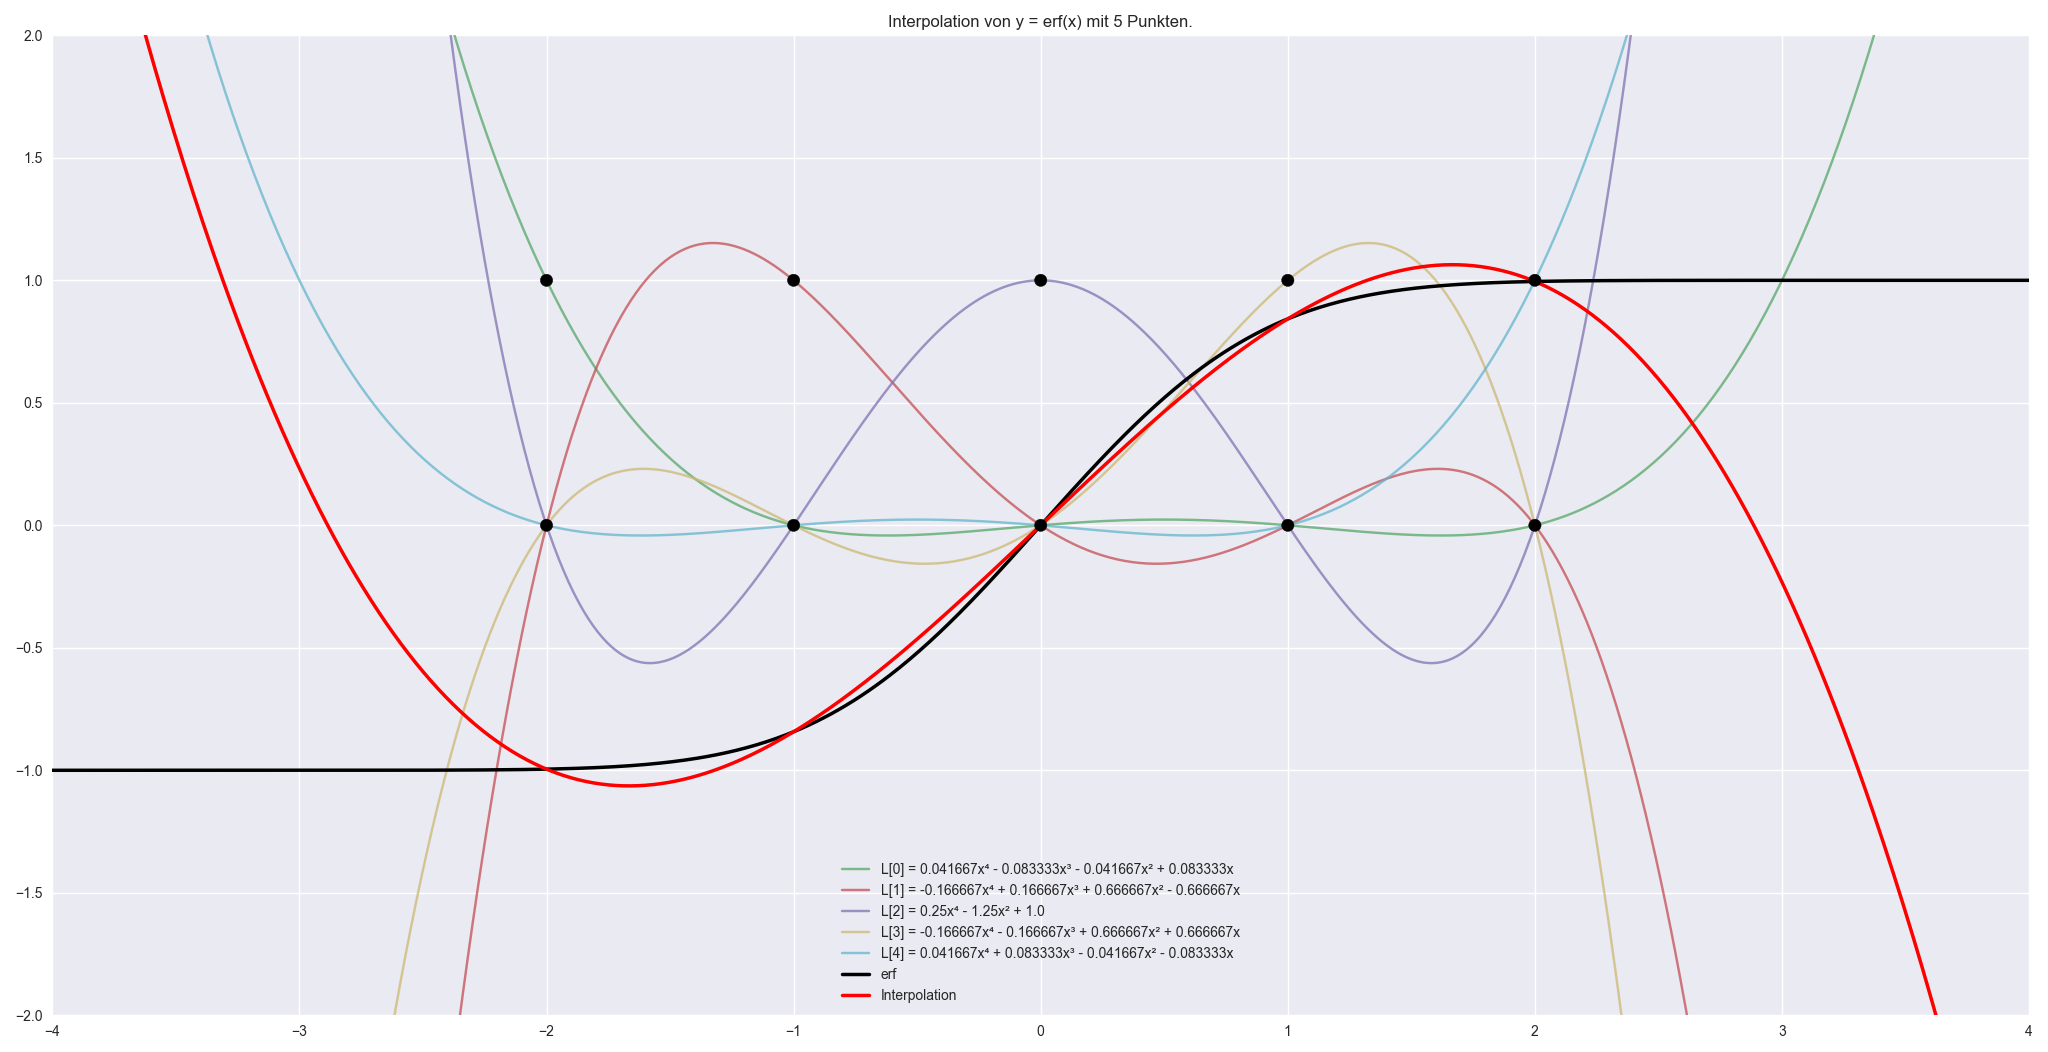 Interpolation von y = erf(x) mit 5 Punkten.
2.0
1.5
1.0
0.5
0.0
−0.5
−1.0
−1.5
−2.0
L[0] = 0.041667x⁴ - 0.083333x³ - 0.041667x² + 0.083333x
L[1] = -0.166667x⁴ + 0.166667x³ + 0.666667x² - 0.666667x
L[2] = 0.25x⁴ - 1.25x² + 1.0
L[3] = -0.166667x⁴ - 0.166667x³ + 0.666667x² + 0.666667x
L[4] = 0.041667x⁴ + 0.083333x³ - 0.041667x² - 0.083333x
erf
Interpolation
−4 −3 −2 −1 0 1 2 3 4